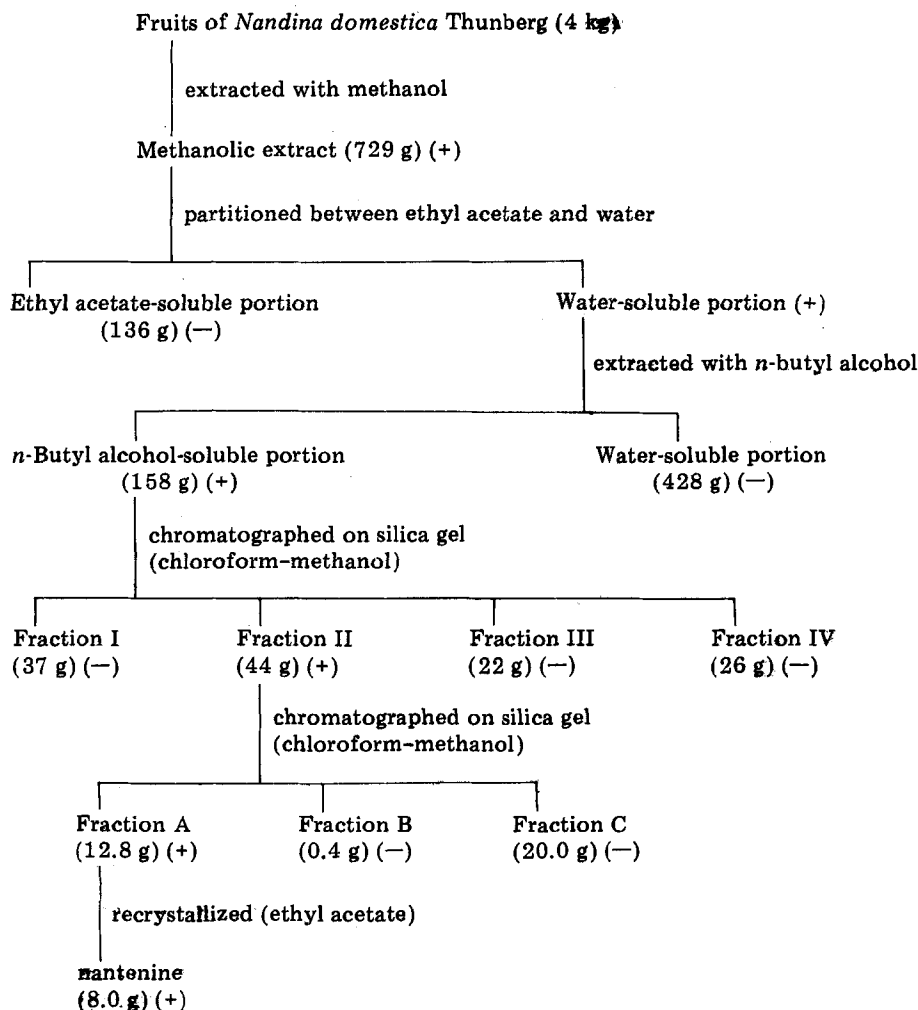 Fruits of Nandina domestica Thunberg (4 kg)
extracted with methanol
Methanolic extract (729 g) (+)
partitioned between ethyl acetate and water
Ethyl acetate-soluble portion
(136 g) (—)
Water-soluble portion (+)
extracted with n-butyl alcohol
n-Butyl alcohol-soluble portion
(158 g) (+)
Water-soluble portion
(428 g) (—)
chromatographed on silica gel
(chloroform-methanol)
Fraction I
(37 g) (—)
Fraction II
(44 g) (+)
Fraction III
(22 g) (—)
Fraction IV
(26 g) (—)
chromatographed on silica gel
(chloroform-methanol)
Fraction A
(12.8 g) (+)
Fraction B
(0.4 g) (—)
Fraction C
(20.0 g) (—)
recrystallized (ethyl acetate)
nantenine
(8.0 g) (+)